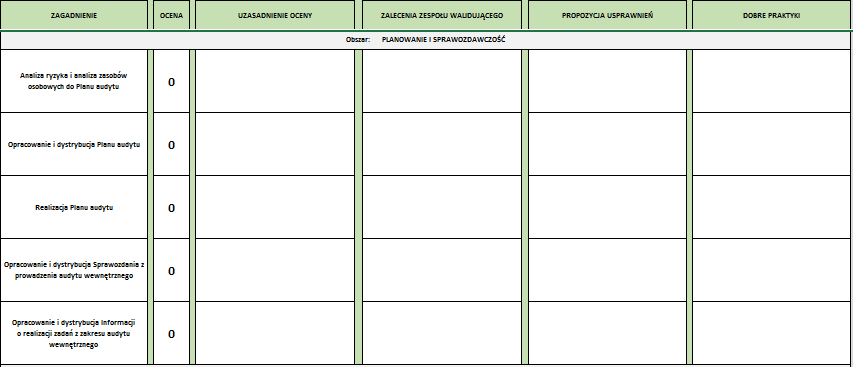 ZAGADNIENIE OCENA UZASADNIENIE OCENY ZALECENIA ZESPOŁU WALIDUJĄCEGO PROPOZYCJA USPRAWNIEŃ DOBRE PRAKTYKI
Obszar: PLANOWANIE I SPRAWOZDAWCZOŚĆ
Analiza ryzyka i analiza zasobów
osobowych do Planu audytu
0
Opracowanie i dystrybucja Planu audytu
0
Realizacja Planu audytu
0
Opracowanie i dystrybucja Sprawozdania z
prowadzenia audytu wewnętrznego
0
Opracowanie i dystrybucja Informacji
o realizacji zadań z zakresu audytu
wewnętrznego
0